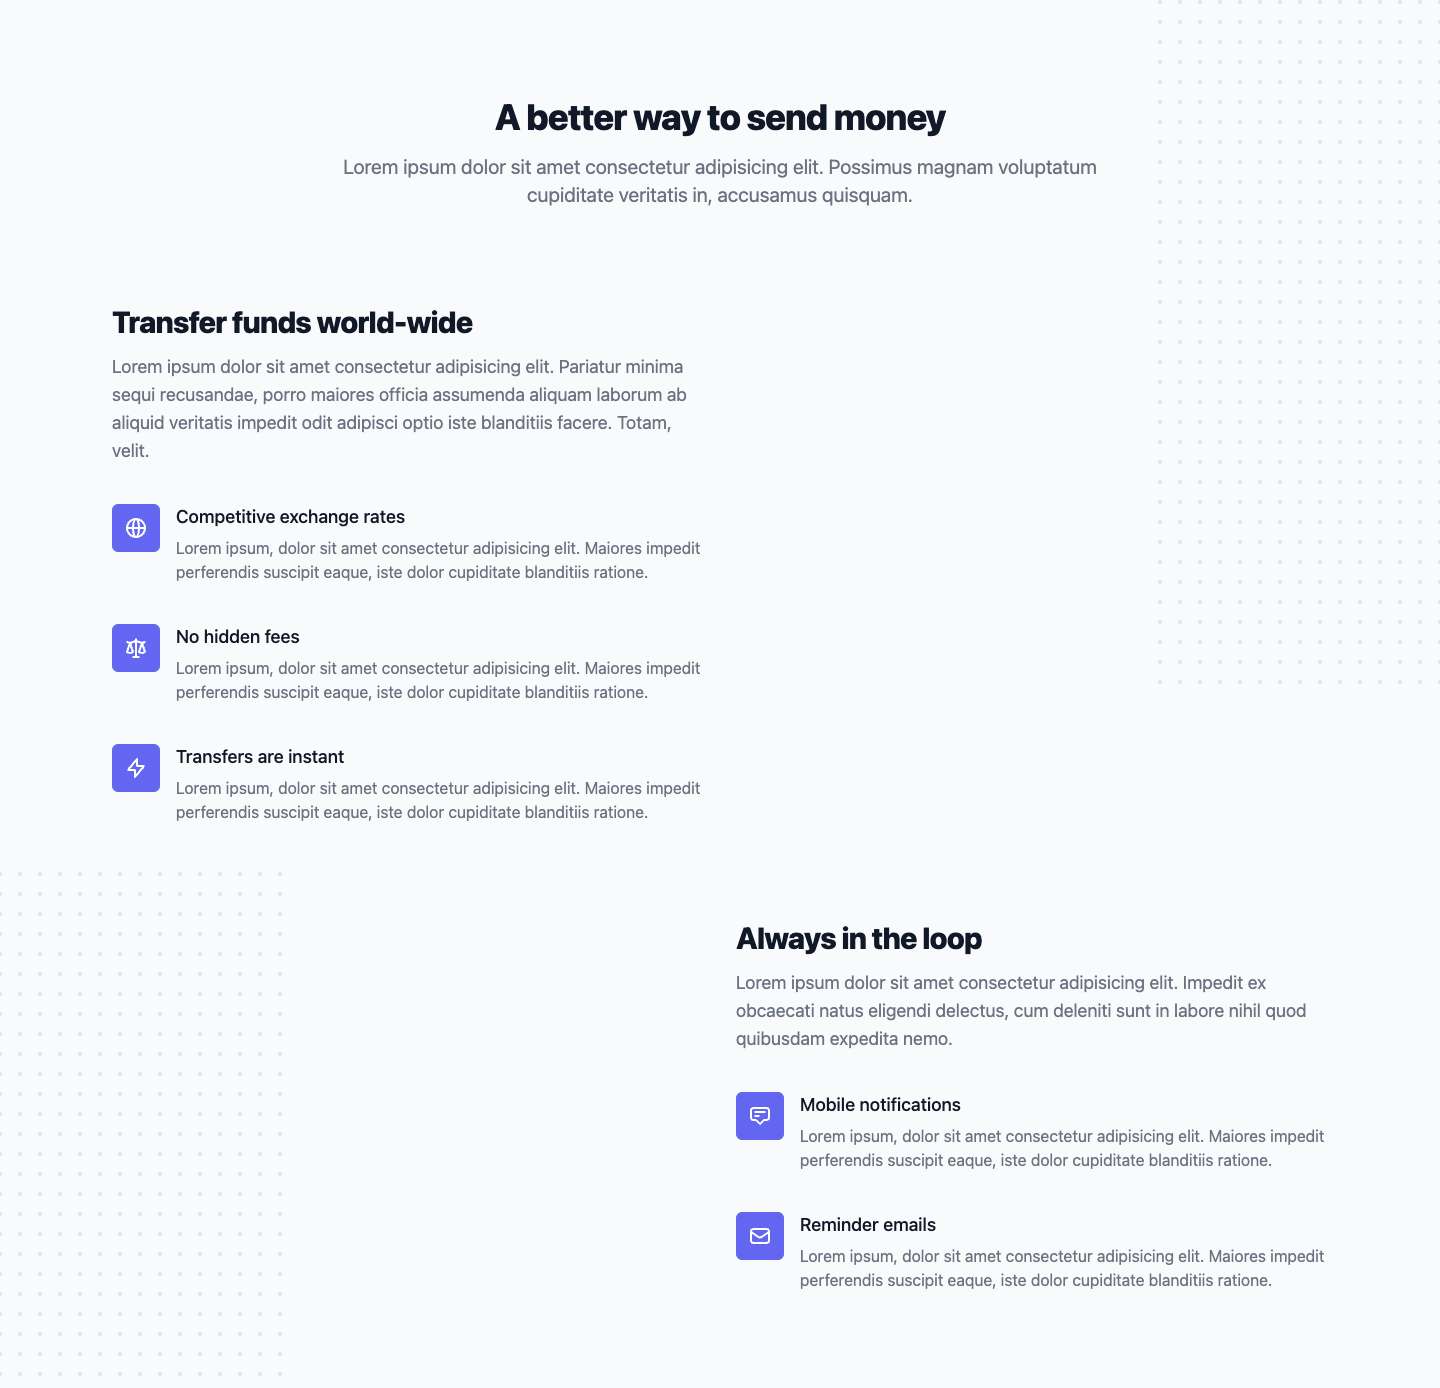 A better way to send money
Lorem ipsum dolor sit amet consectetur adipisicing elit. Possimus magnam voluptatum
cupiditate veritatis in, accusamus quisquam.
Transfer funds world-wide
Lorem ipsum dolor sit amet consectetur adipisicing elit. Pariatur minima
sequi recusandae, porro maiores officia assumenda aliquam laborum ab
aliquid veritatis impedit odit adipisci optio iste blanditiis facere. Totam,
velit.
Competitive exchange rates
Lorem ipsum, dolor sit amet consectetur adipisicing elit. Maiores impedit
perferendis suscipit eaque, iste dolor cupiditate blanditiis ratione.
No hidden fees
Lorem ipsum, dolor sit amet consectetur adipisicing elit. Maiores impedit
perferendis suscipit eaque, iste dolor cupiditate blanditiis ratione.
Transfers are instant
Lorem ipsum, dolor sit amet consectetur adipisicing elit. Maiores impedit
perferendis suscipit eaque, iste dolor cupiditate blanditiis ratione.
Always in the loop
Lorem ipsum dolor sit amet consectetur adipisicing elit. Impedit ex
obcaecati natus eligendi delectus, cum deleniti sunt in labore nihil quod
quibusdam expedita nemo.
Mobile notifications
Lorem ipsum, dolor sit amet consectetur adipisicing elit. Maiores impedit
perferendis suscipit eaque, iste dolor cupiditate blanditiis ratione.
Reminder emails
Lorem ipsum, dolor sit amet consectetur adipisicing elit. Maiores impedit
perferendis suscipit eaque, iste dolor cupiditate blanditiis ratione.